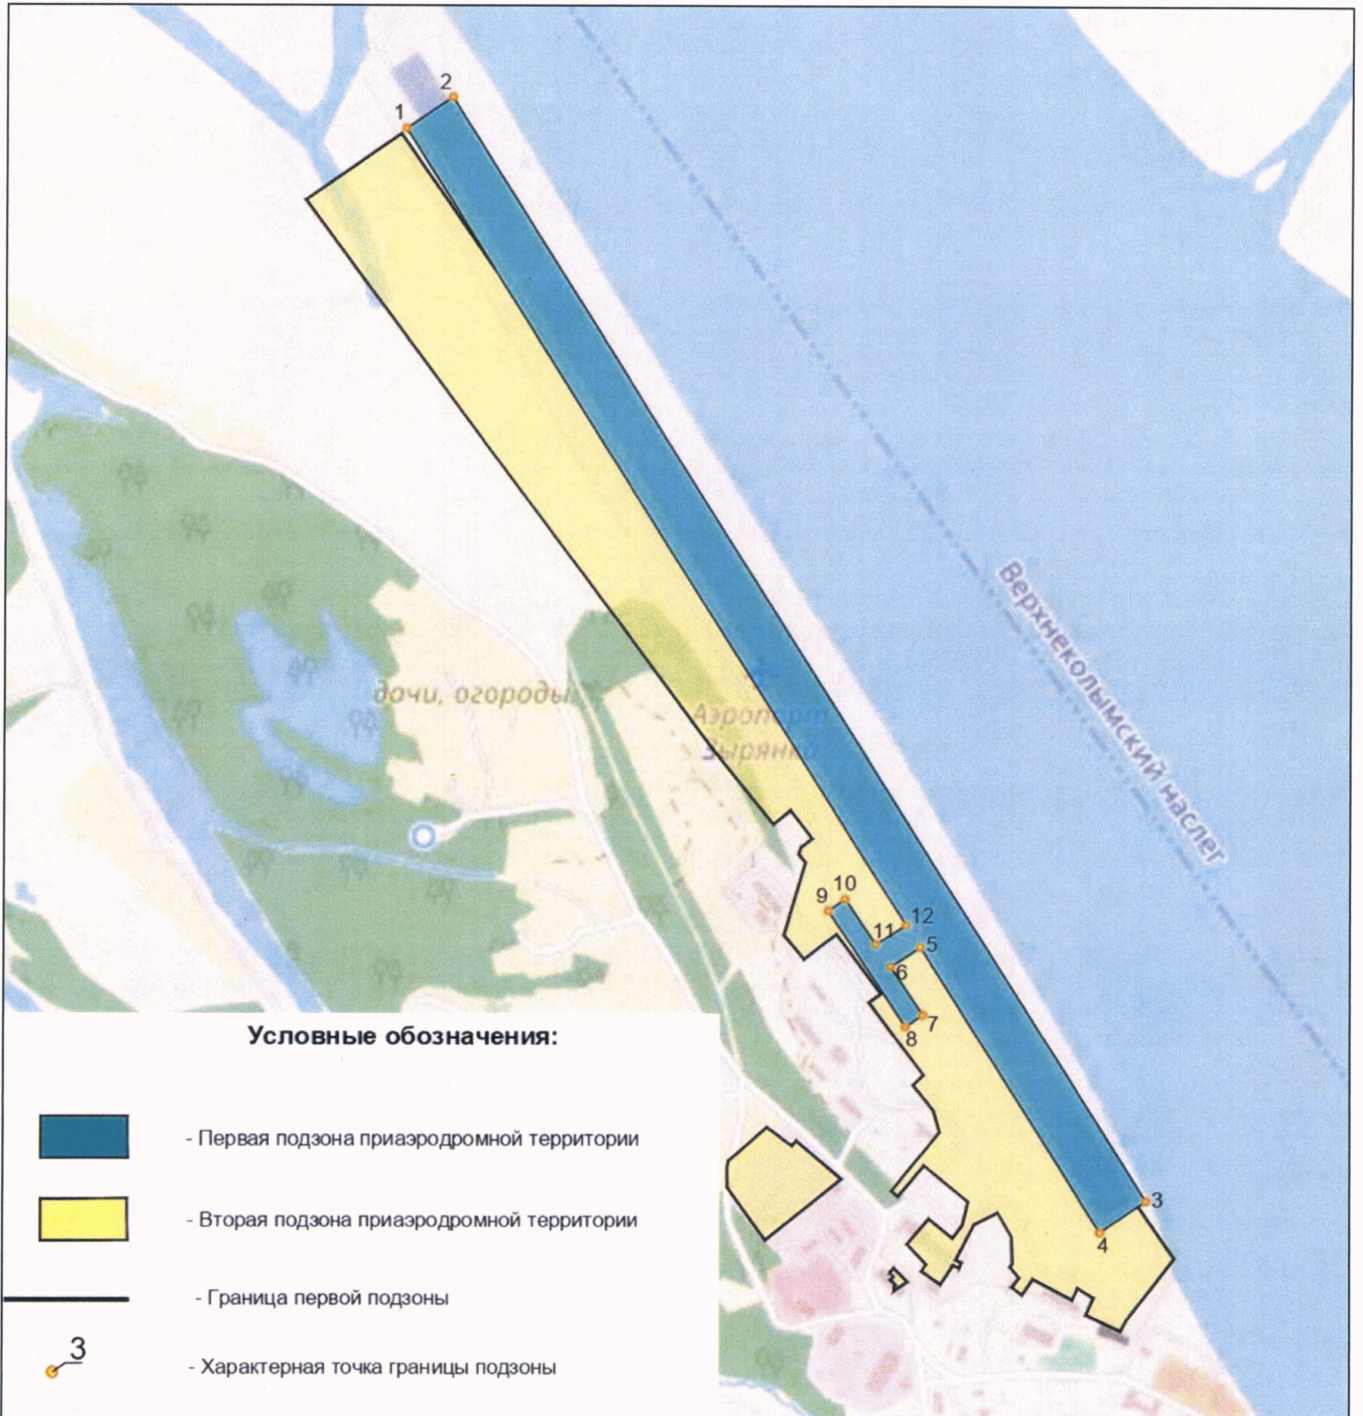 2
1
Верхнеколымский наслег
дачи, огороды
Аэропорт
Зырянка
10
9
12
11
5
6
7
8
3
4
Условные обозначения:
- Первая подзона приаэродромной территории
- Вторая подзона приаэродромной территории
- Граница первой подзоны
3
- Характерная точка границы подзоны